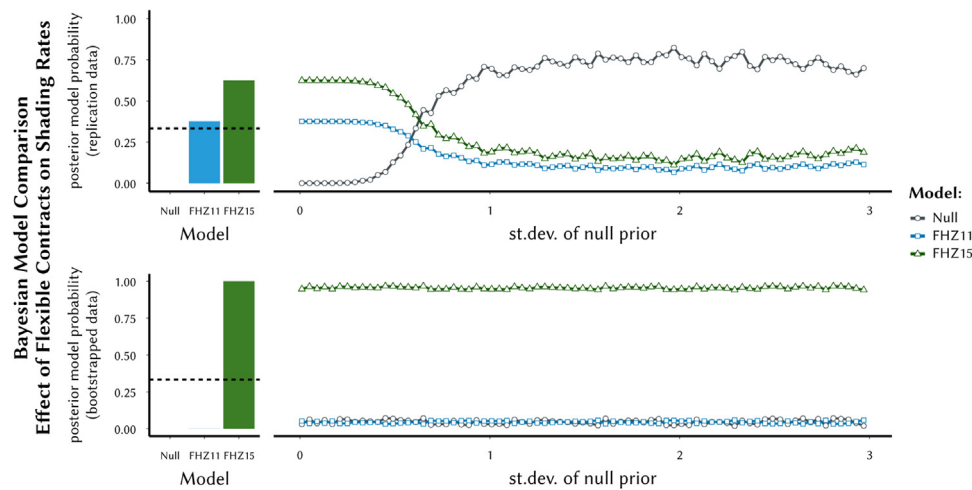 Bayesian Model Comparison
Effect of Flexible Contracts on Shading Rates
posterior model probability
(replication data)
1.00
0.75
0.50
0.25
0.00
Null FHZ11 FHZ15
Model
0 1 2 3
st.dev. of null prior
posterior model probability
(bootstrapped data)
1.00
0.75
0.50
0.25
0.00
Null FHZ11 FHZ15
Model
0 1 2 3
st.dev. of null prior
Model:
Null
FHZ11
FHZ15